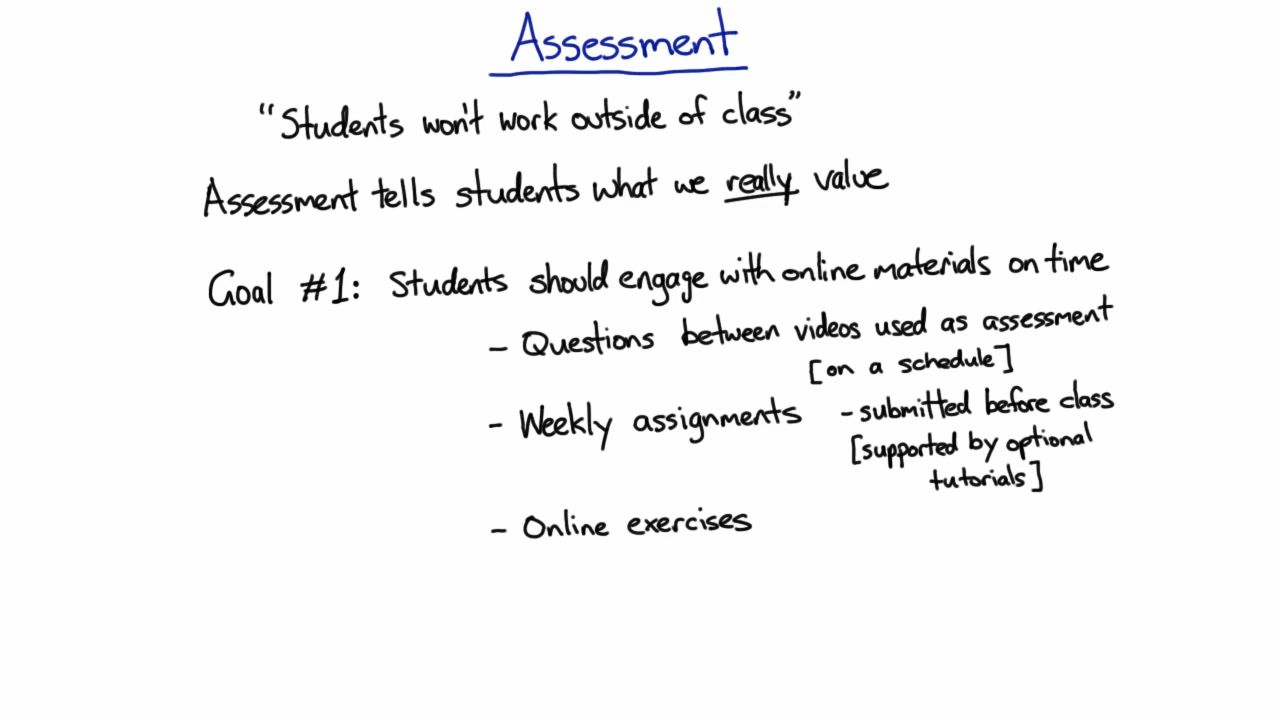 Assessment
"Students won't work outside of class"
Assessment tells students what we really value
Goal #1: Students should engage with online materials on time
- Questions between videos used as assessment
[on a schedule]
- Weekly assignments - submitted before class
[supported by optional
tutorials]
- Online exercises